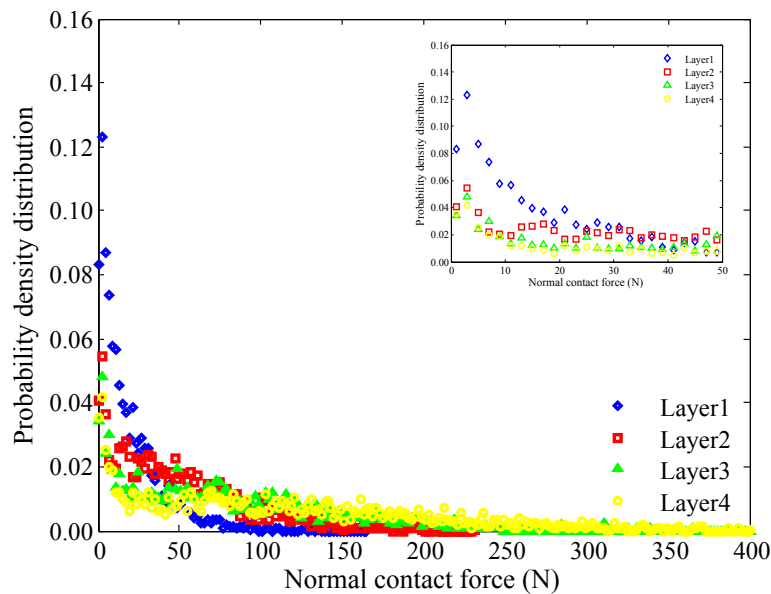 0.16
0.14
0.12
0.10
0.08
0.06
0.04
0.02
0.00
0
50
100
150
200
250
300
350
400
Probability density distribution
Normal contact force (N)
Layer1
Layer2
Layer3
Layer4
0.16
0.14
0.12
0.10
0.08
0.06
0.04
0.02
0.00
0
10
20
30
40
50
Probability density distribution
Normal contact force (N)
Layer1
Layer2
Layer3
Layer4